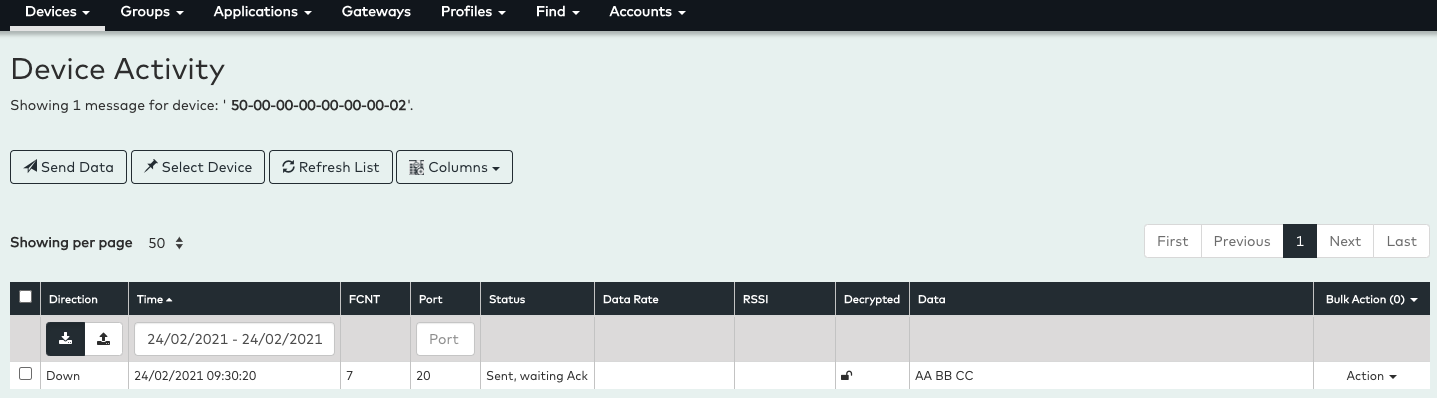 Devices Groups Applications Gateways Profiles Find Accounts
Device Activity
Showing 1 message for device: ' 50-00-00-00-00-00-00-02'.
Send Data Select Device Refresh List Columns
Showing per page 50
First Previous 1 Next Last
Direction Time FCNT Port Status Data Rate RSSI Decrypted Data Bulk Action (0)
24/02/2021 - 24/02/2021 Port
Down 24/02/2021 09:30:20 7 20 Sent, waiting Ack AA BB CC Action